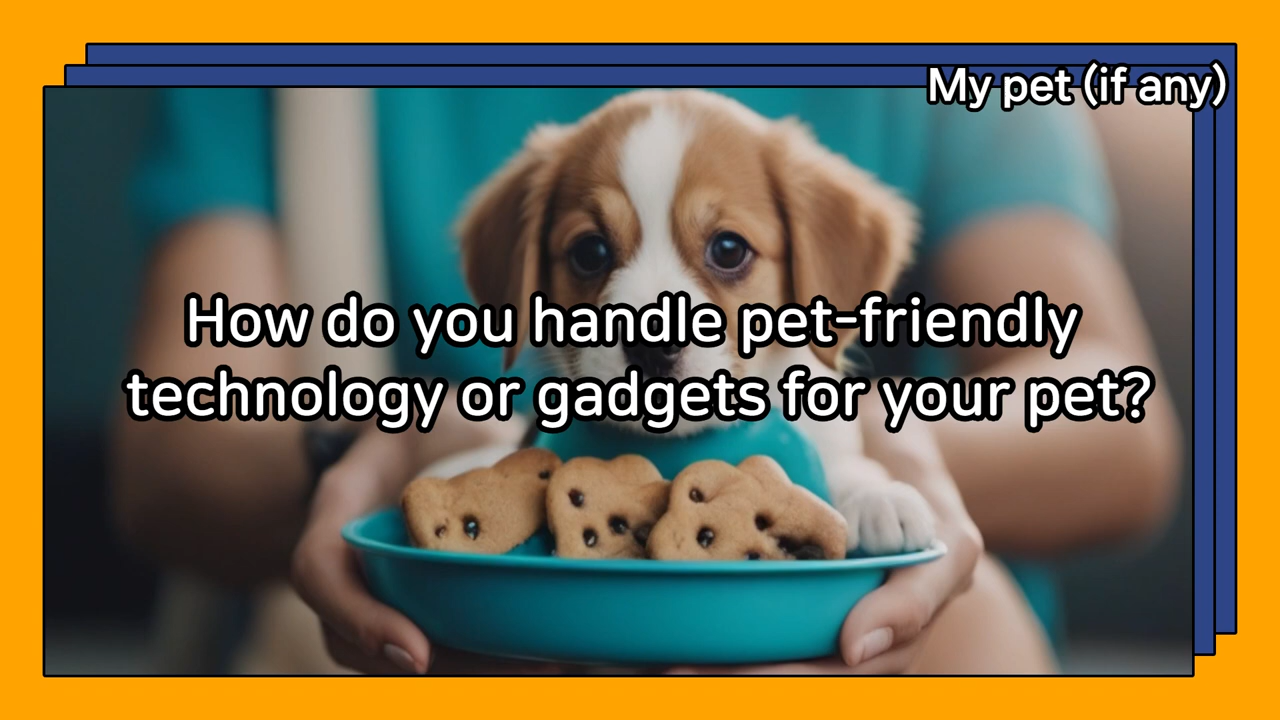 My pet (if any)
How do you handle pet-friendly
technology or gadgets for your pet?